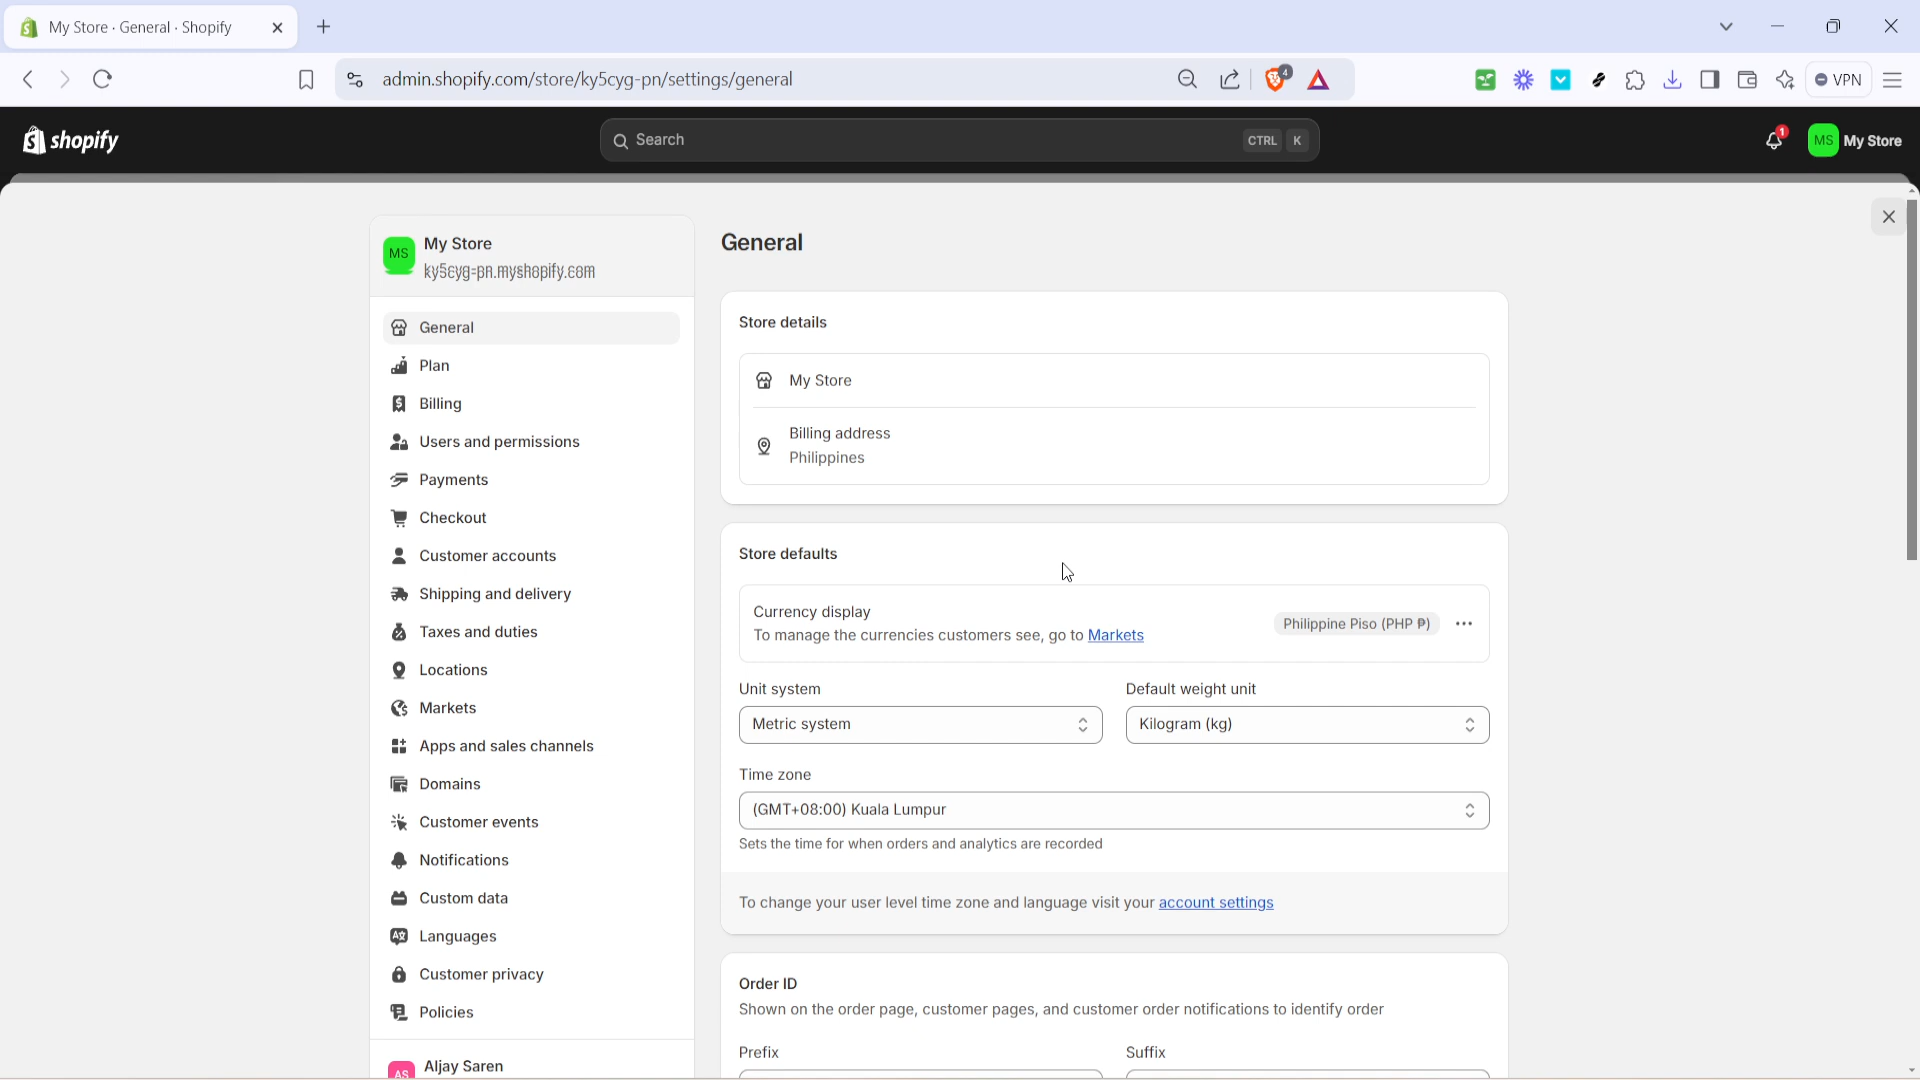 My Store · General · Shopify
admin.shopify.com/store/ky5cyg-pn/settings/general
4
VPN
shopify
Search
CTRL K
1
MS My Store
MS
My Store
ky5cyg-pn.myshopify.com
General
Plan
Billing
Users and permissions
Payments
Checkout
Customer accounts
Shipping and delivery
Taxes and duties
Locations
Markets
Apps and sales channels
Domains
Customer events
Notifications
Custom data
Languages
Customer privacy
Policies
AS
Aljay Saren
General
Store details
My Store
Billing address
Philippines
Store defaults
Currency display
To manage the currencies customers see, go to Markets
Philippine Piso (PHP ₱)
Unit system
Default weight unit
Metric system
Kilogram (kg)
Time zone
(GMT+08:00) Kuala Lumpur
Sets the time for when orders and analytics are recorded
To change your user level time zone and language visit your account settings
Order ID
Shown on the order page, customer pages, and customer order notifications to identify order
Prefix
Suffix